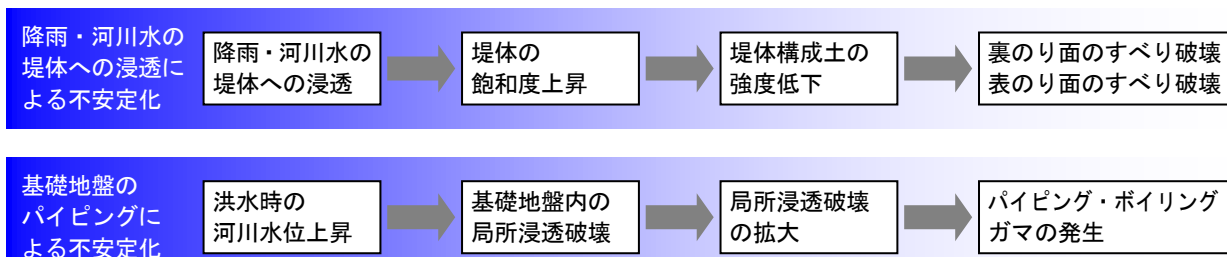 降雨・河川水の
堤体への浸透に
よる不安定化
降雨・河川水の
堤体への浸透
堤体の
飽和度上昇
堤体構成土の
強度低下
裏のり面のすべり破壊
表のり面のすべり破壊
基礎地盤の
パイピングに
よる不安定化
洪水時の
河川水位上昇
基礎地盤内の
局所浸透破壊
局所浸透破壊
の拡大
パイピング・ボイリング
ガマの発生